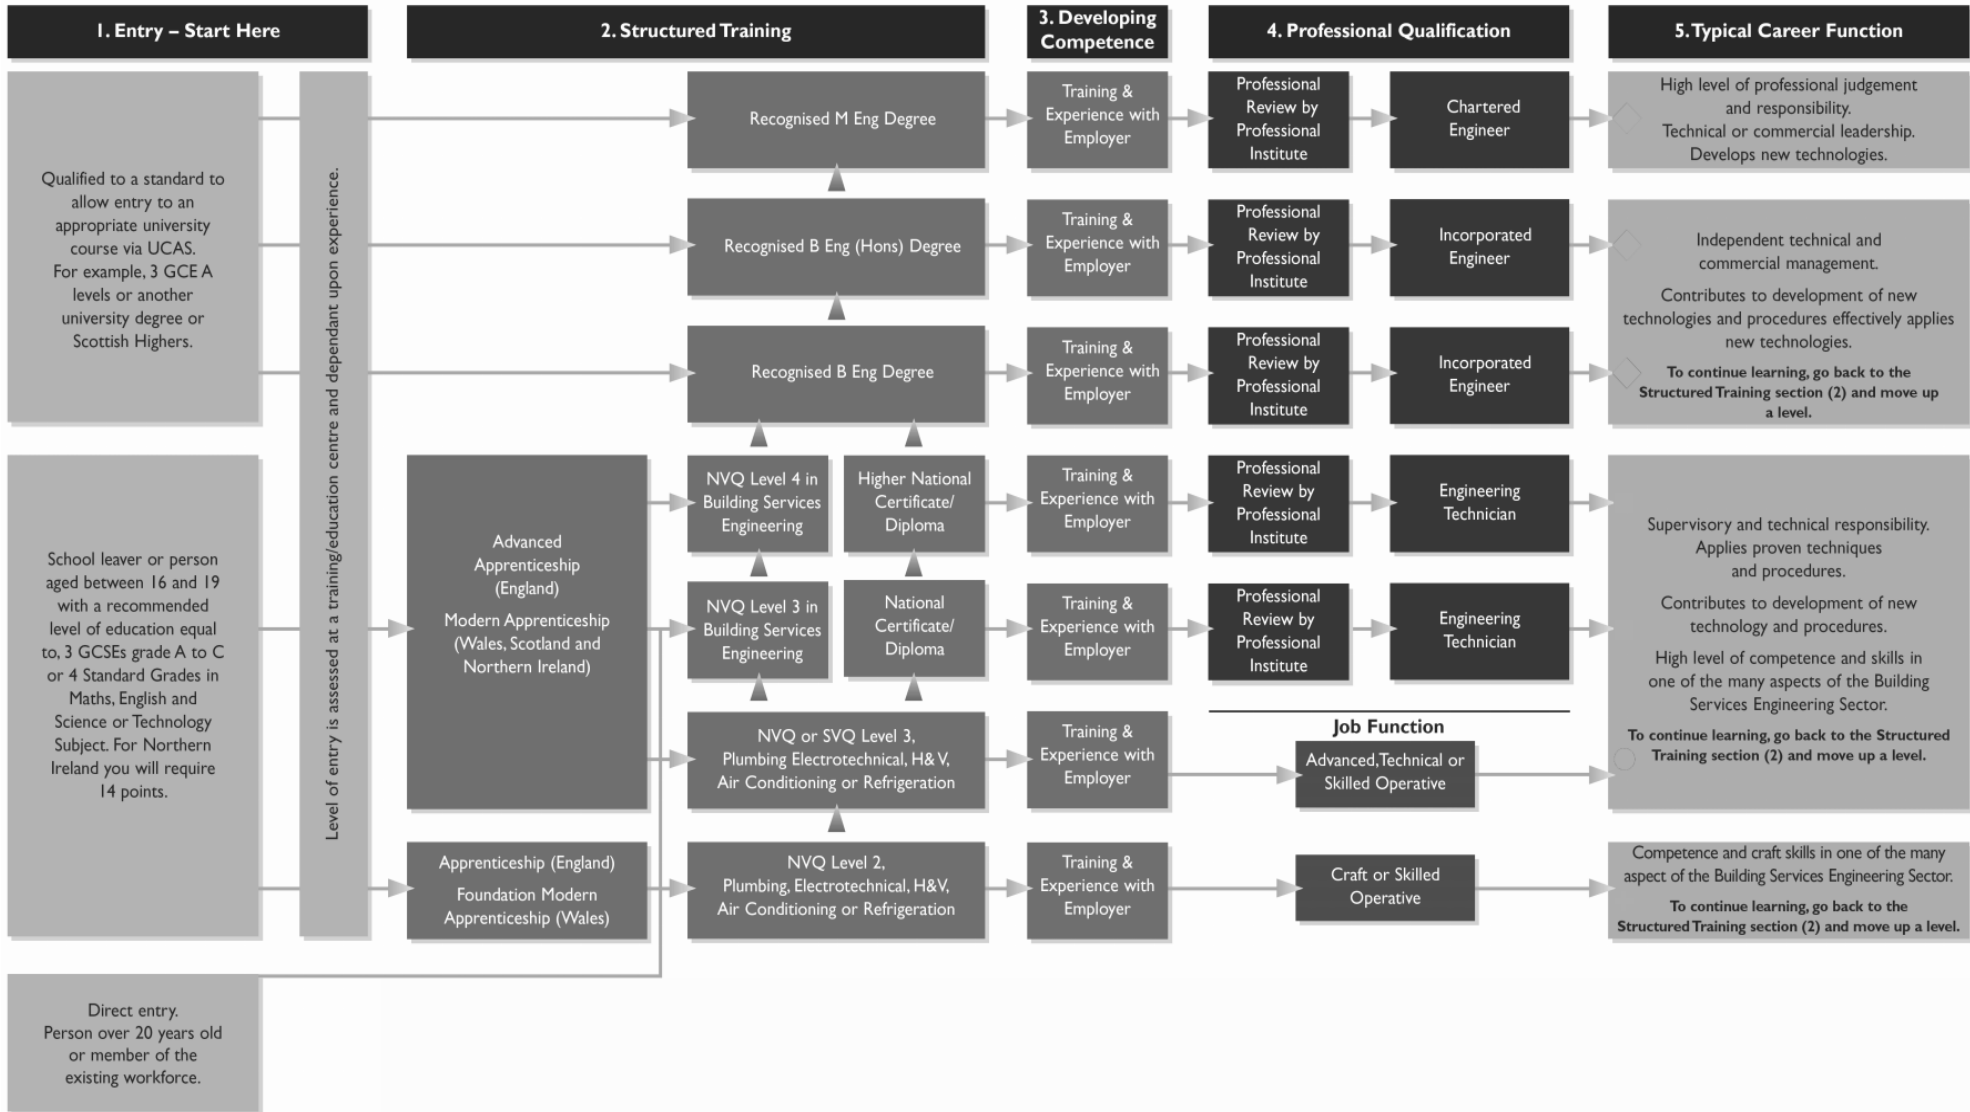 1. Entry – Start Here
2. Structured Training
3. Developing
Competence
4. Professional Qualification
5. Typical Career Function
Qualified to a standard to
allow entry to an
appropriate university
course via UCAS.
For example, 3 GCE A
levels or another
university degree or
Scottish Highers.
School leaver or person
aged between 16 and 19
with a recommended
level of education equal
to, 3 GCSEs grade A to C
or 4 Standard Grades in
Maths, English and
Science or Technology
Subject. For Northern
Ireland you will require
14 points.
Direct entry.
Person over 20 years old
or member of the
existing workforce.
Level of entry is assessed at a training/education centre and dependant upon experience.
Advanced
Apprenticeship
(England)
Modern Apprenticeship
(Wales, Scotland and
Northern Ireland)
Apprenticeship (England)
Foundation Modern
Apprenticeship (Wales)
Recognised M Eng Degree
Recognised B Eng (Hons) Degree
Recognised B Eng Degree
NVQ Level 4 in
Building Services
Engineering
Higher National
Certificate/
Diploma
NVQ Level 3 in
Building Services
Engineering
National
Certificate/
Diploma
NVQ or SVQ Level 3,
Plumbing Electrotechnical, H&V,
Air Conditioning or Refrigeration
NVQ Level 2,
Plumbing, Electrotechnical, H&V,
Air Conditioning or Refrigeration
Training &
Experience with
Employer
Training &
Experience with
Employer
Training &
Experience with
Employer
Training &
Experience with
Employer
Training &
Experience with
Employer
Training &
Experience with
Employer
Training &
Experience with
Employer
Professional
Review by
Professional
Institute
Professional
Review by
Professional
Institute
Professional
Review by
Professional
Institute
Professional
Review by
Professional
Institute
Professional
Review by
Professional
Institute
Chartered
Engineer
Incorporated
Engineer
Incorporated
Engineer
Engineering
Technician
Engineering
Technician
Job Function
Advanced,Technical or
Skilled Operative
Craft or Skilled
Operative
High level of professional judgement
and responsibility.
Technical or commercial leadership.
Develops new technologies.
Independent technical and
commercial management.
Contributes to development of new
technologies and procedures effectively applies
new technologies.
To continue learning, go back to the
Structured Training section (2) and move up
a level.
Supervisory and technical responsibility.
Applies proven techniques
and procedures.
Contributes to development of new
technology and procedures.
High level of competence and skills in
one of the many aspects of the Building
Services Engineering Sector.
To continue learning, go back to the Structured
Training section (2) and move up a level.
Competence and craft skills in one of the many
aspect of the Building Services Engineering Sector.
To continue learning, go back to the
Structured Training section (2) and move up a level.